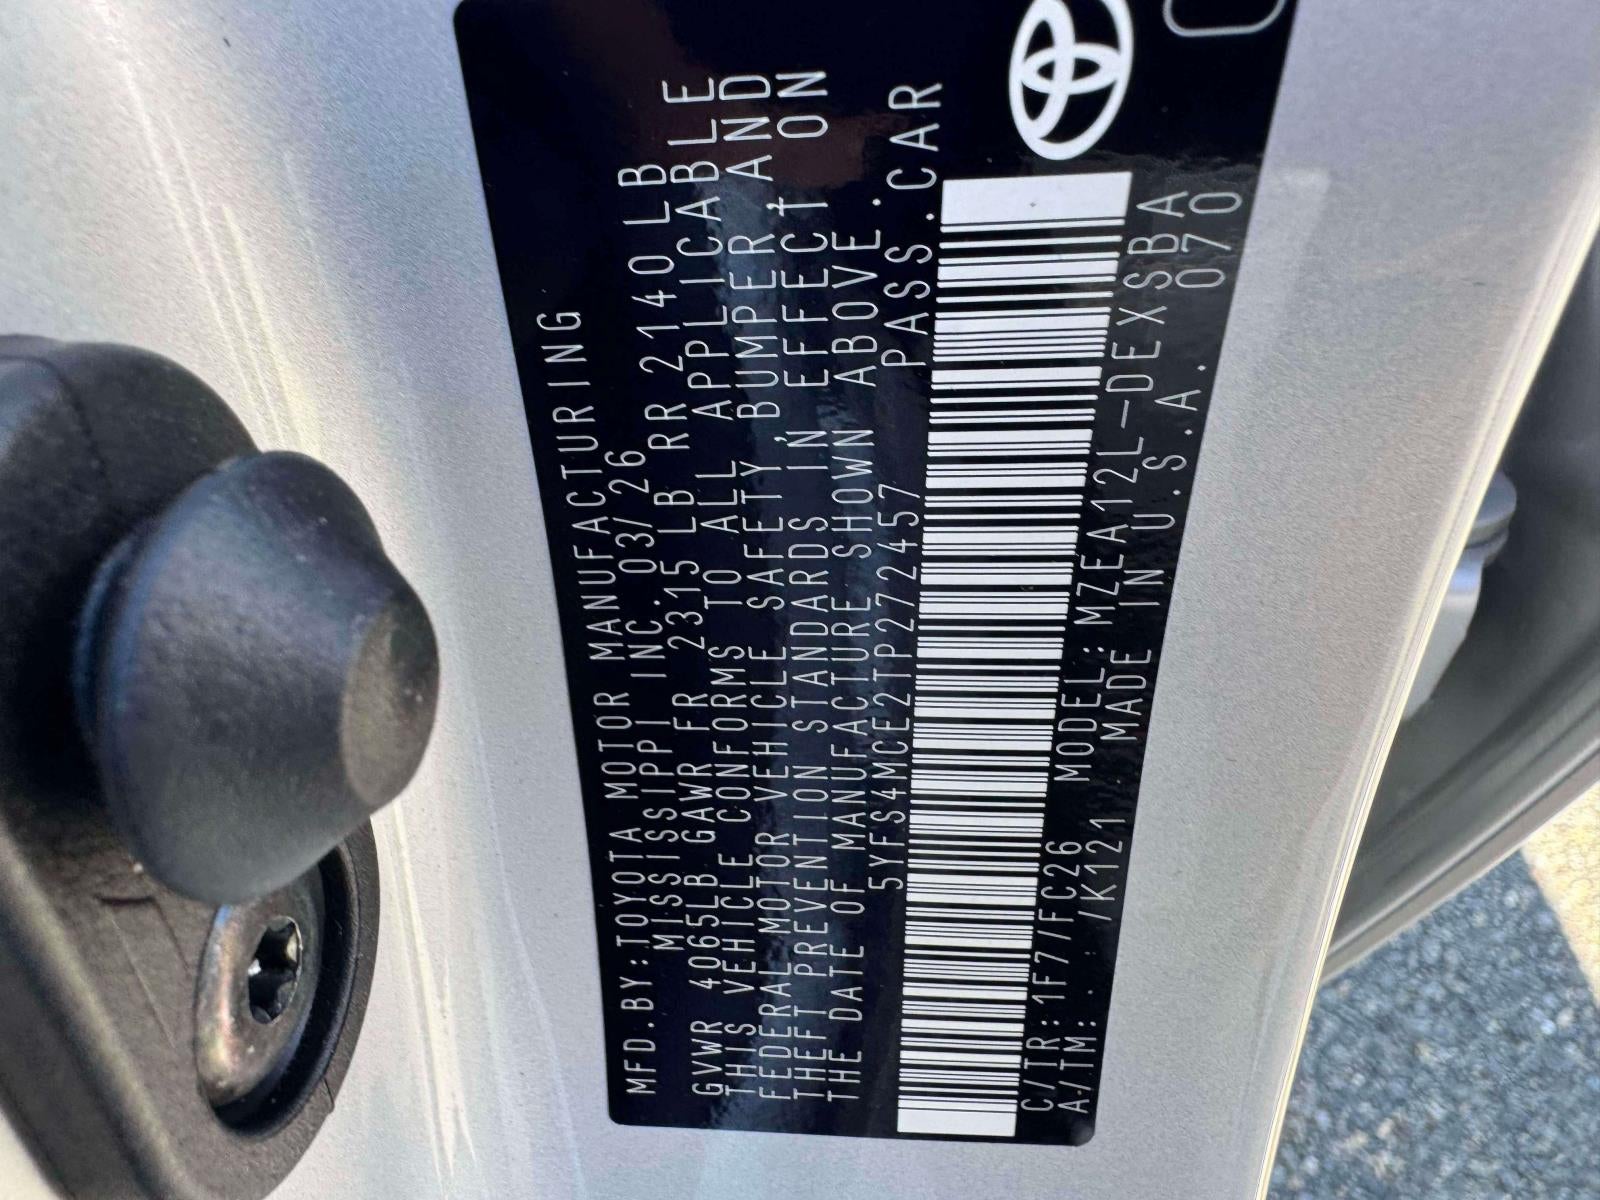 MFD.BY:TOYOTA MOTOR MANUFACTURING
MISSISSIPPI INC. 03/26
GVWR 4065LB GAWR FR 2315LB RR 2140LB
THIS VEHICLE CONFORMS TO ALL APPLICABLE
FEDERAL MOTOR VEHICLE SAFETY, BUMPER, AND
THEFT PREVENTION STANDARDS IN EFFECT ON
THE DATE OF MANUFACTURE SHOWN ABOVE.
5YFS4MCE2TP272457 PASS.CAR
C/TR: 1F7/FC26 MODEL: MZEA12L-DEXSBA
A/TM: - /K121 MADE IN U.S.A. 070